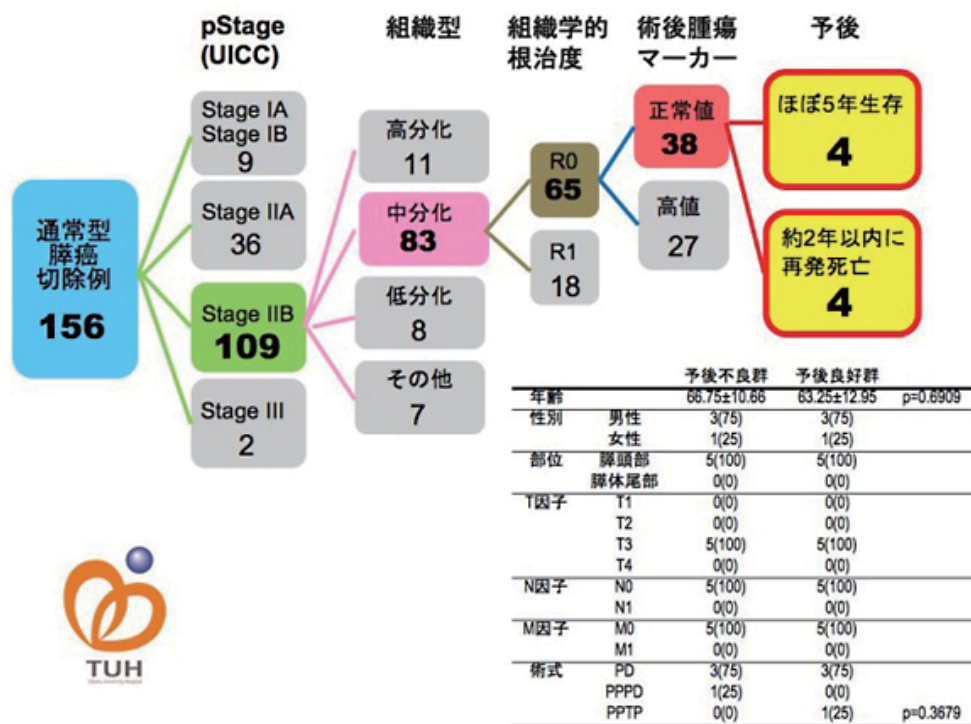 pStage
(UICC)
組織型
組織学的
根治度
術後腫瘍
マーカー
予後
通常型
膵癌
切除例
156
Stage IA
Stage IB
9
Stage IIA
36
Stage IIB
109
Stage III
2
高分化
11
中分化
83
低分化
8
その他
7
R0
65
R1
18
正常値
38
高値
27
ほぼ5年生存
4
約2年以内に
再発死亡
4
予後不良群 予後良好群
年齢 66.75±10.66 63.25±12.95 p=0.6909
性別 男性 3(75) 3(75)
女性 1(25) 1(25)
部位 膵頭部 5(100) 5(100)
膵体尾部 0(0) 0(0)
T因子 T1 0(0) 0(0)
T2 0(0) 0(0)
T3 5(100) 5(100)
T4 0(0) 0(0)
N因子 N0 5(100) 5(100)
N1 0(0) 0(0)
M因子 M0 5(100) 5(100)
M1 0(0) 0(0)
術式 PD 3(75) 3(75)
PPPD 1(25) 0(0)
PPTP 0(0) 1(25) p=0.3679
TUH